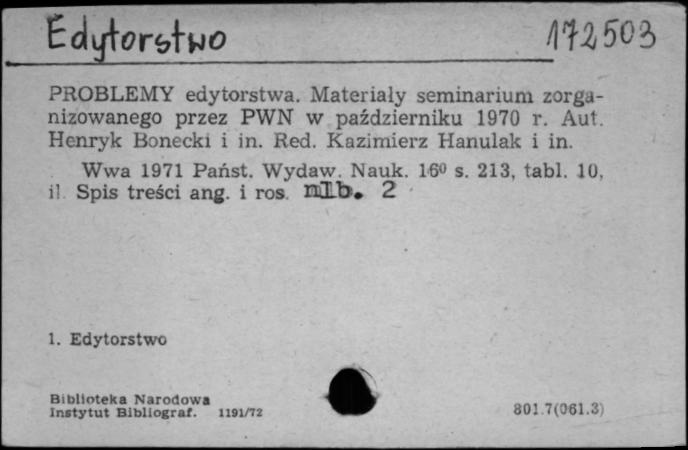 Edytorstwo 172503
PROBLEMY edytorstwa. Materiały seminarium zorga-
nizowanego przez PWN w październiku 1970 r. Aut.
Henryk Bonecki i in. Red. Kazimierz Hanulak i in.
Wwa 1971 Państ. Wydaw. Nauk. 16⁰ s. 213, tabl. 10,
il. Spis treści ang. i ros. nlb. 2
1. Edytorstwo
Biblioteka Narodowa
Instytut Bibliograf. 1191/72 801.7(061.3)